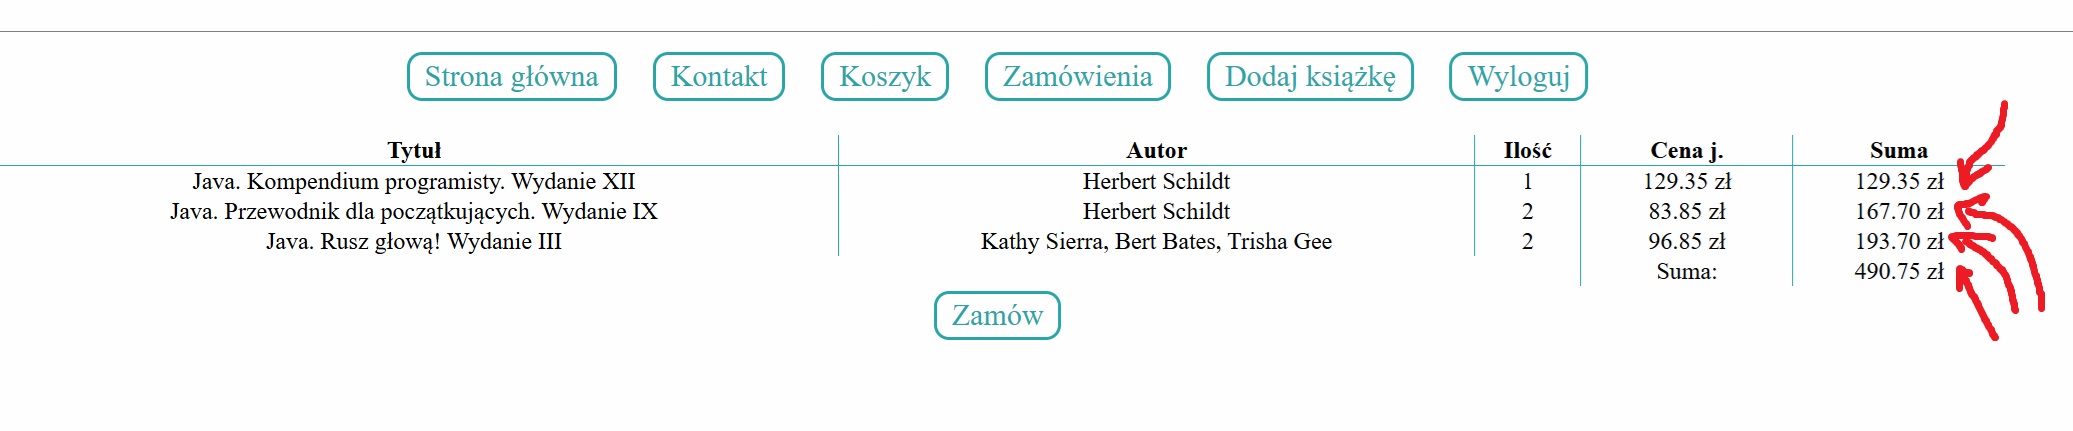 Strona główna Kontakt Koszyk Zamówienia Dodaj książkę Wyloguj
Tytuł Autor Ilość Cena j. Suma
Java. Kompendium programisty. Wydanie XII Herbert Schildt 1 129.35 zł 129.35 zł
Java. Przewodnik dla początkujących. Wydanie IX Herbert Schildt 2 83.85 zł 167.70 zł
Java. Rusz głową! Wydanie III Kathy Sierra, Bert Bates, Trisha Gee 2 96.85 zł 193.70 zł
Suma: 490.75 zł
Zamów